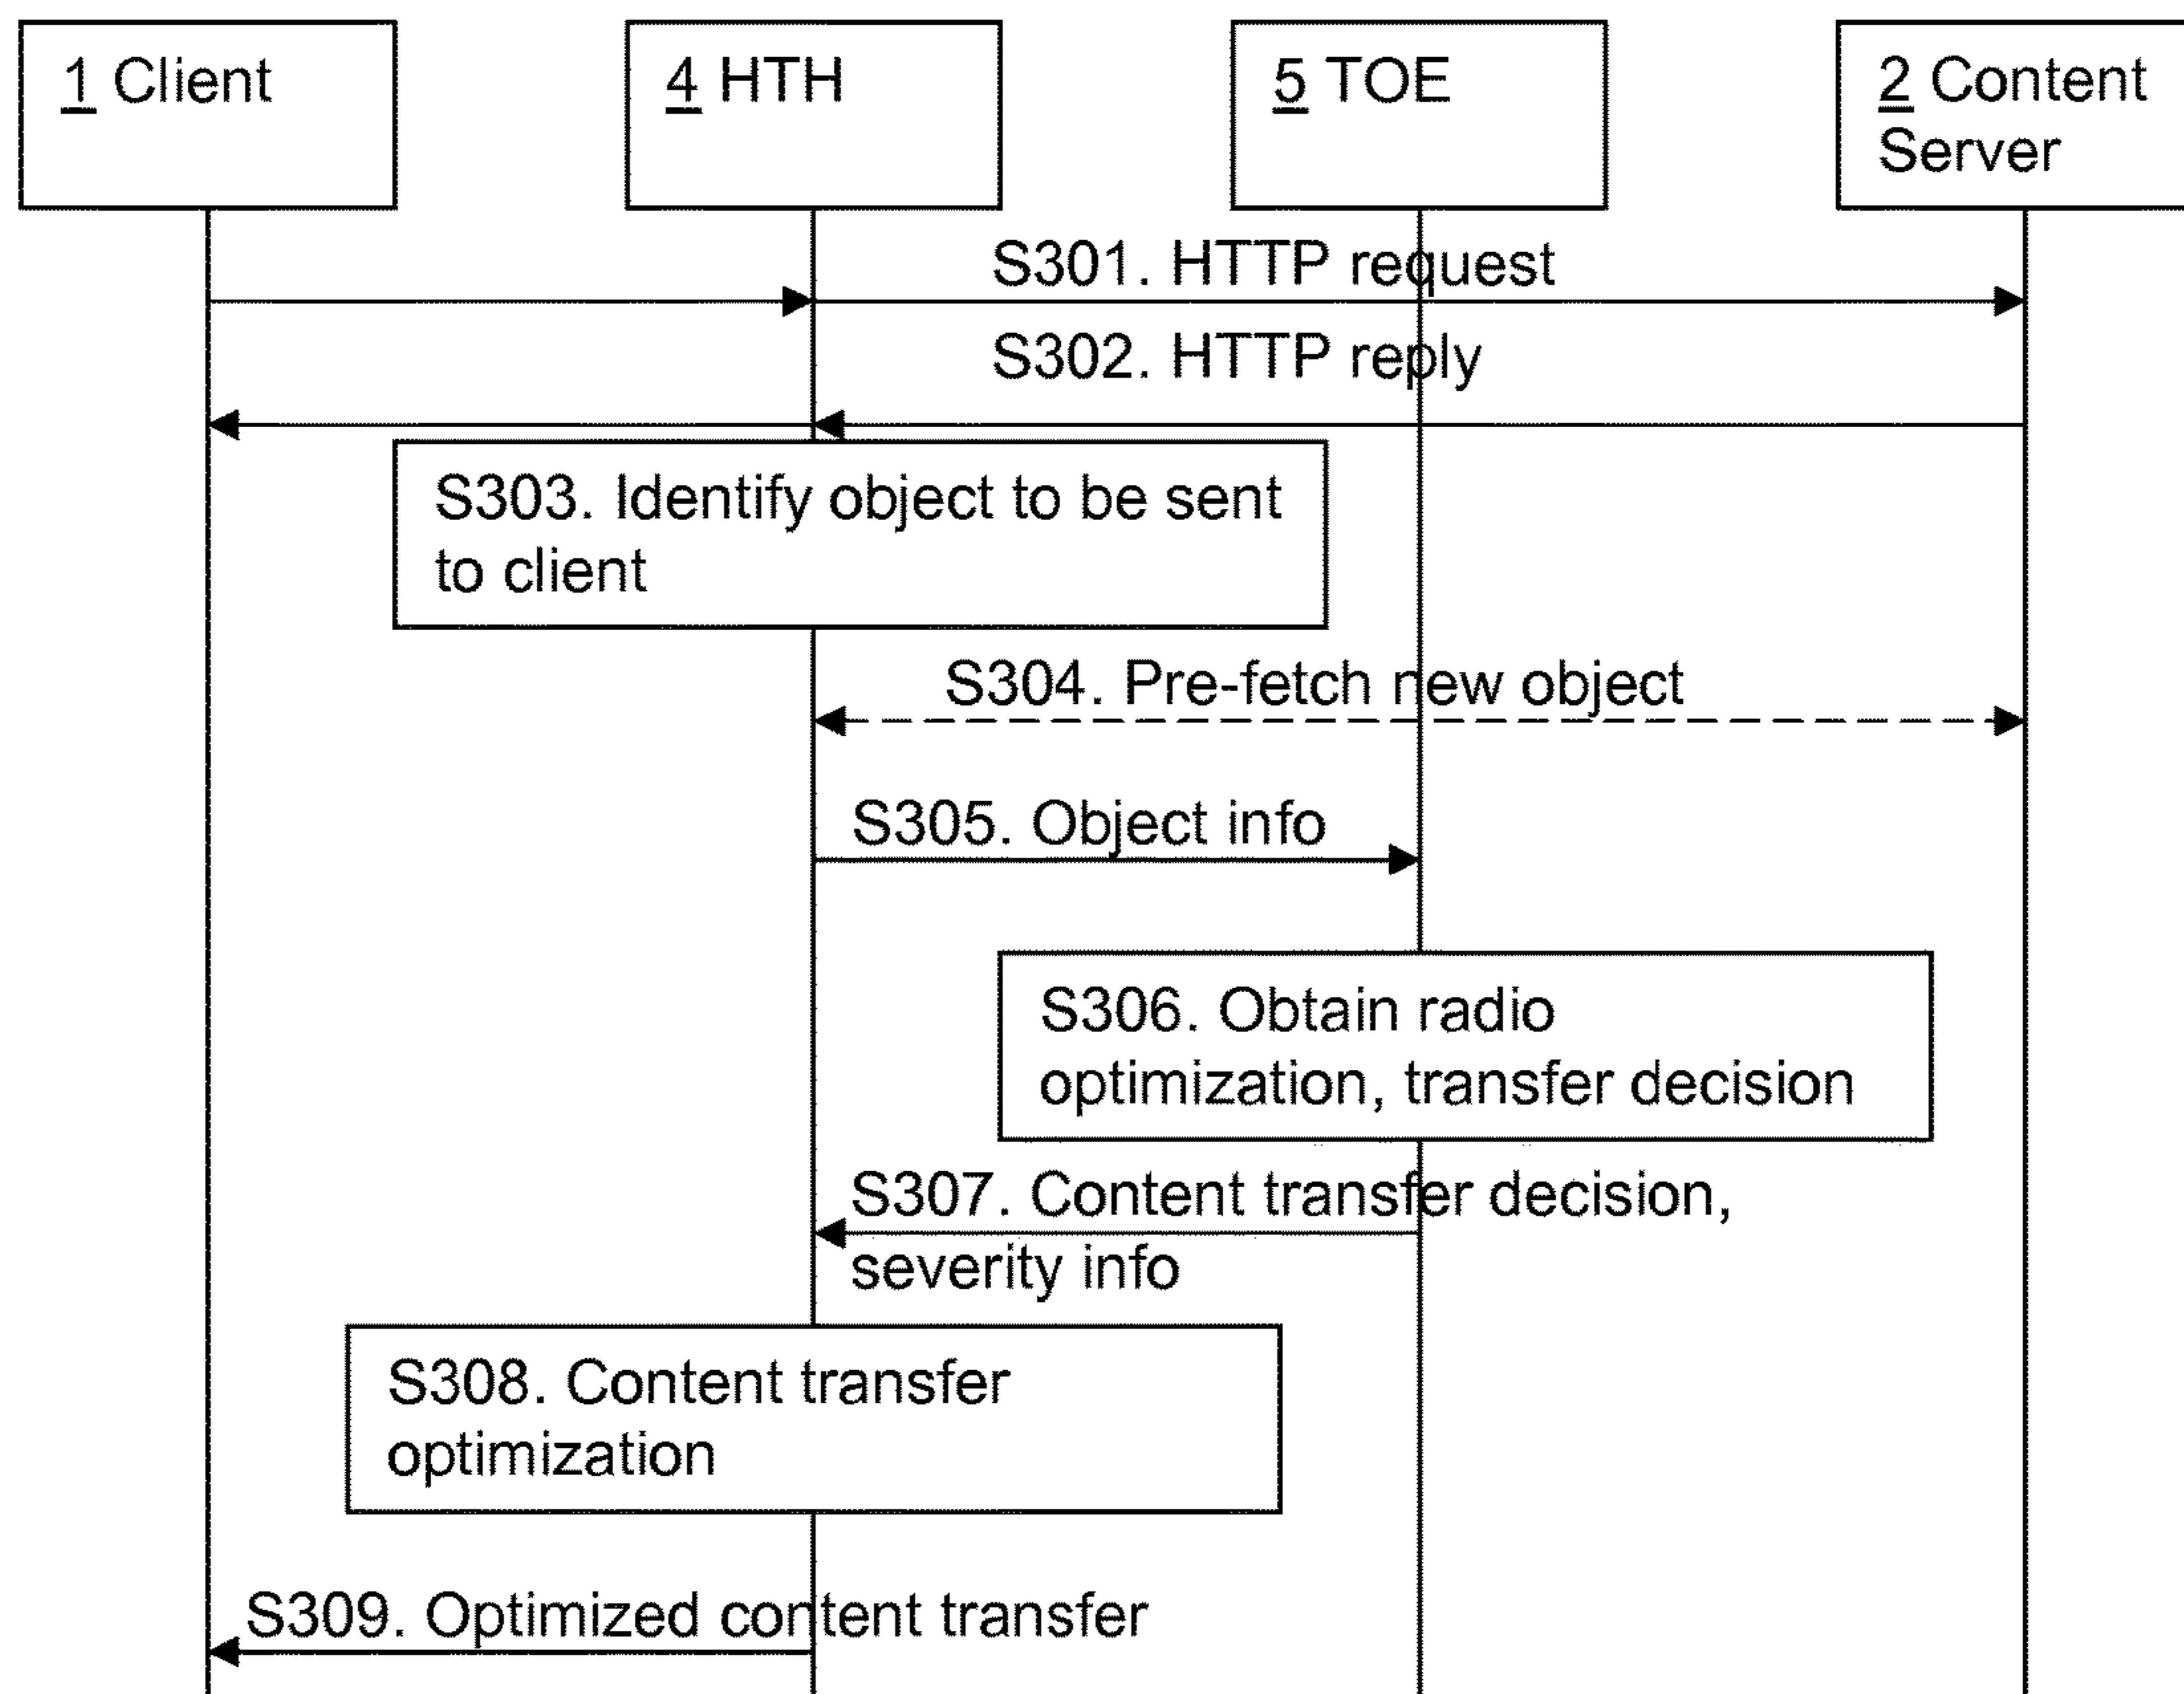 1 Client
4 HTH
5 TOE
2 Content
Server
S301. HTTP request
S302. HTTP reply
S303. Identify object to be sent
to client
S304. Pre-fetch new object
S305. Object info
S306. Obtain radio
optimization, transfer decision
S307. Content transfer decision,
severity info
S308. Content transfer
optimization
S309. Optimized content transfer